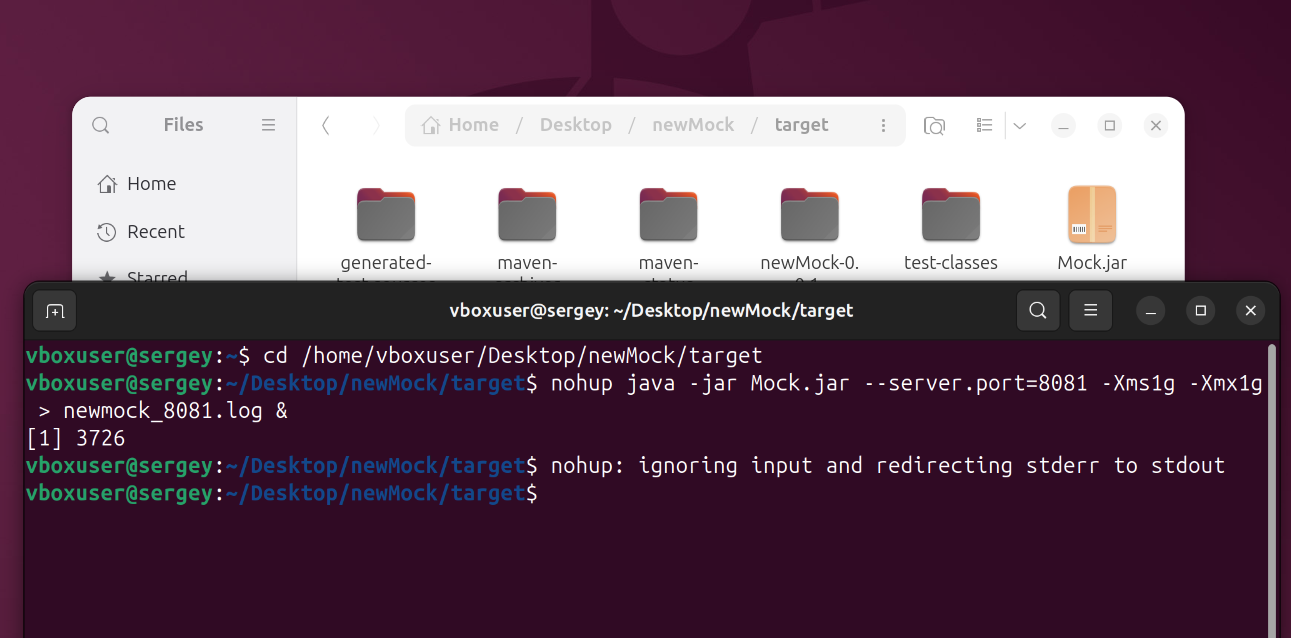 Files
Home / Desktop / newMock / target
Home
Recent
Starred
generated-
maven-
maven-
newMock-0.
test-classes
Mock.jar
vboxuser@sergey: ~/Desktop/newMock/target
vboxuser@sergey:~$ cd /home/vboxuser/Desktop/newMock/target
vboxuser@sergey:~/Desktop/newMock/target$ nohup java -jar Mock.jar --server.port=8081 -Xms1g -Xmx1g
> newmock_8081.log &
[1] 3726
vboxuser@sergey:~/Desktop/newMock/target$ nohup: ignoring input and redirecting stderr to stdout
vboxuser@sergey:~/Desktop/newMock/target$